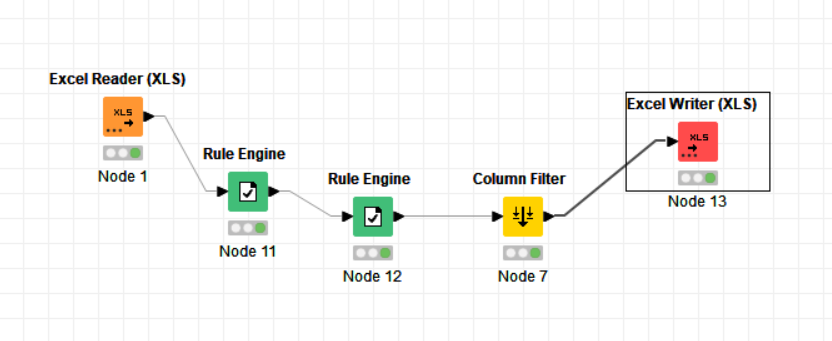 Excel Reader (XLS)
XLS
Node 1
Rule Engine
Node 11
Rule Engine
Node 12
Column Filter
Node 7
Excel Writer (XLS)
XLS
Node 13